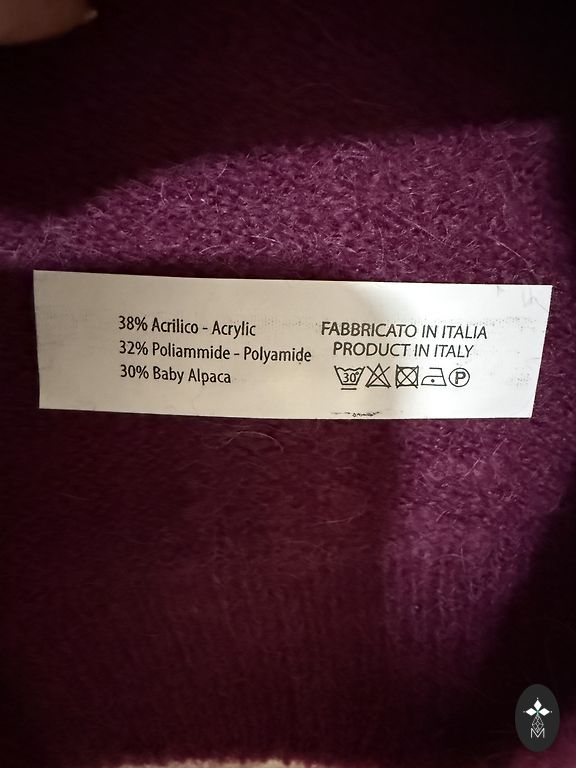 38% Acrilico - Acrylic
32% Poliammide - Polyamide
30% Baby Alpaca
FABBRICATO IN ITALIA
PRODUCT IN ITALY
30° P
M